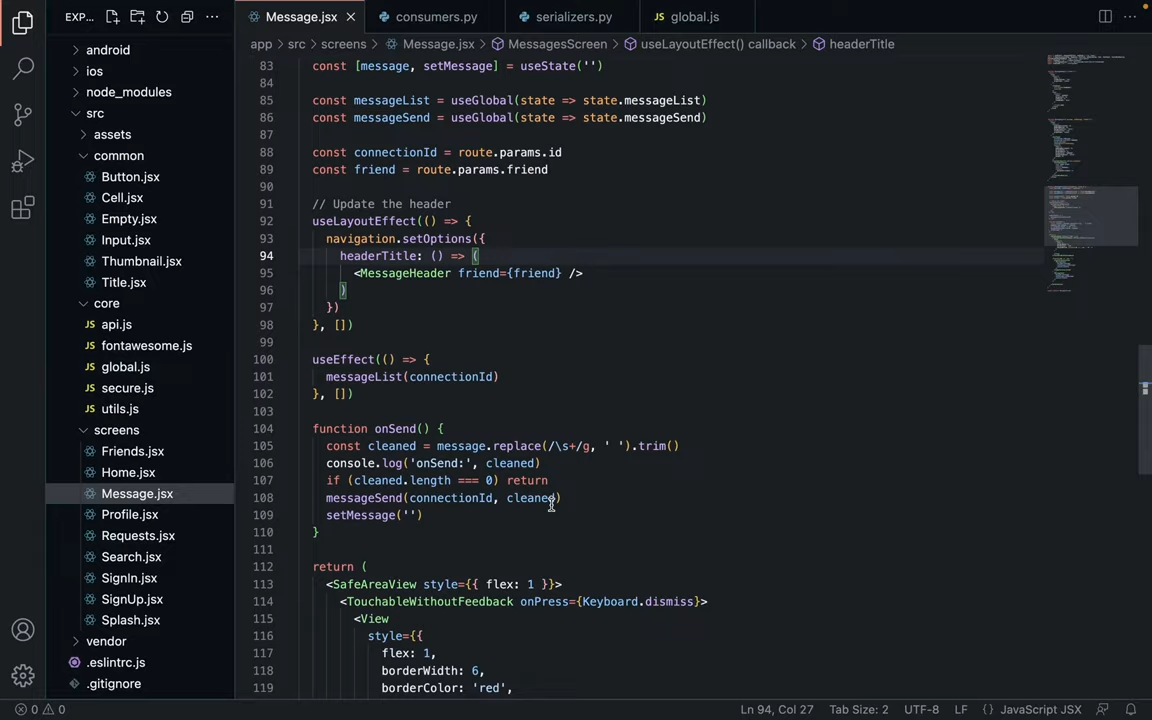 EXP...
Message.jsx
consumers.py
serializers.py
global.js
app > src > screens > Message.jsx > MessagesScreen > useLayoutEffect() callback > headerTitle
android
ios
node_modules
src
assets
common
Button.jsx
Cell.jsx
Empty.jsx
Input.jsx
Thumbnail.jsx
Title.jsx
core
api.js
fontawesome.js
global.js
secure.js
utils.js
screens
Friends.jsx
Home.jsx
Message.jsx
Profile.jsx
Requests.jsx
Search.jsx
SignIn.jsx
SignUp.jsx
Splash.jsx
vendor
.eslintrc.js
.gitignore
83 const [message, setMessage] = useState('')
84
85 const messageList = useGlobal(state => state.messageList)
86 const messageSend = useGlobal(state => state.messageSend)
87
88 const connectionId = route.params.id
89 const friend = route.params.friend
90
91 // Update the header
92 useLayoutEffect(() => {
93 navigation.setOptions({
94 headerTitle: () => (
95 <MessageHeader friend={friend} />
96 )
97 })
98 }, [])
99
100 useEffect(() => {
101 messageList(connectionId)
102 }, [])
103
104 function onSend() {
105 const cleaned = message.replace(/\s+/g, ' ').trim()
106 console.log('onSend:', cleaned)
107 if (cleaned.length === 0) return
108 messageSend(connectionId, cleaned)
109 setMessage('')
110 }
111
112 return (
113 <SafeAreaView style={{ flex: 1 }}>
114 <TouchableWithoutFeedback onPress={Keyboard.dismiss}>
115 <View
116 style={{
117 flex: 1,
118 borderWidth: 6,
119 borderColor: 'red',
0 0
Ln 94, Col 27
Tab Size: 2
UTF-8
LF
{ } JavaScript JSX